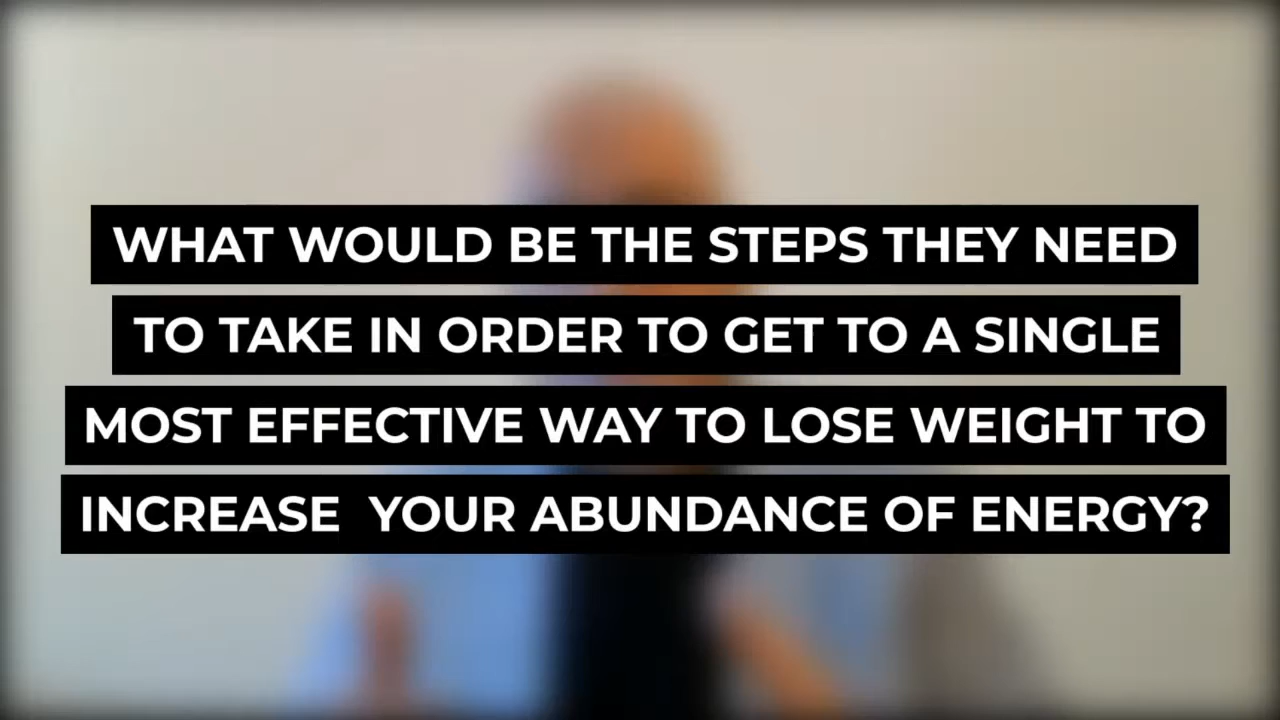 WHAT WOULD BE THE STEPS THEY NEED
TO TAKE IN ORDER TO GET TO A SINGLE
MOST EFFECTIVE WAY TO LOSE WEIGHT TO
INCREASE  YOUR ABUNDANCE OF ENERGY?